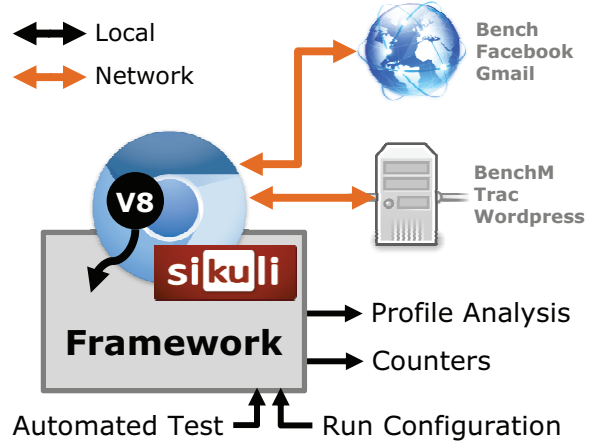 Local
Network
Bench
Facebook
Gmail
BenchM
Trac
Wordpress
V8
sikuli
Framework
Profile Analysis
Counters
Automated Test
Run Configuration